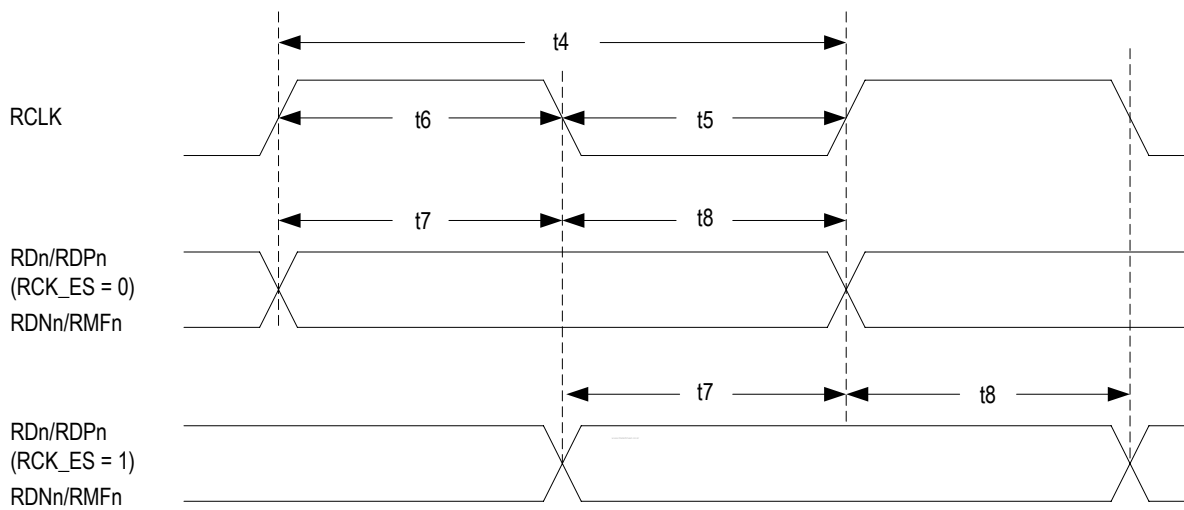 t4
RCLK
t6
t5
t7
t8
RDn/RDPn
(RCK_ES = 0)
RDNn/RMFn
t7
t8
RDn/RDPn
(RCK_ES = 1)
RDNn/RMFn